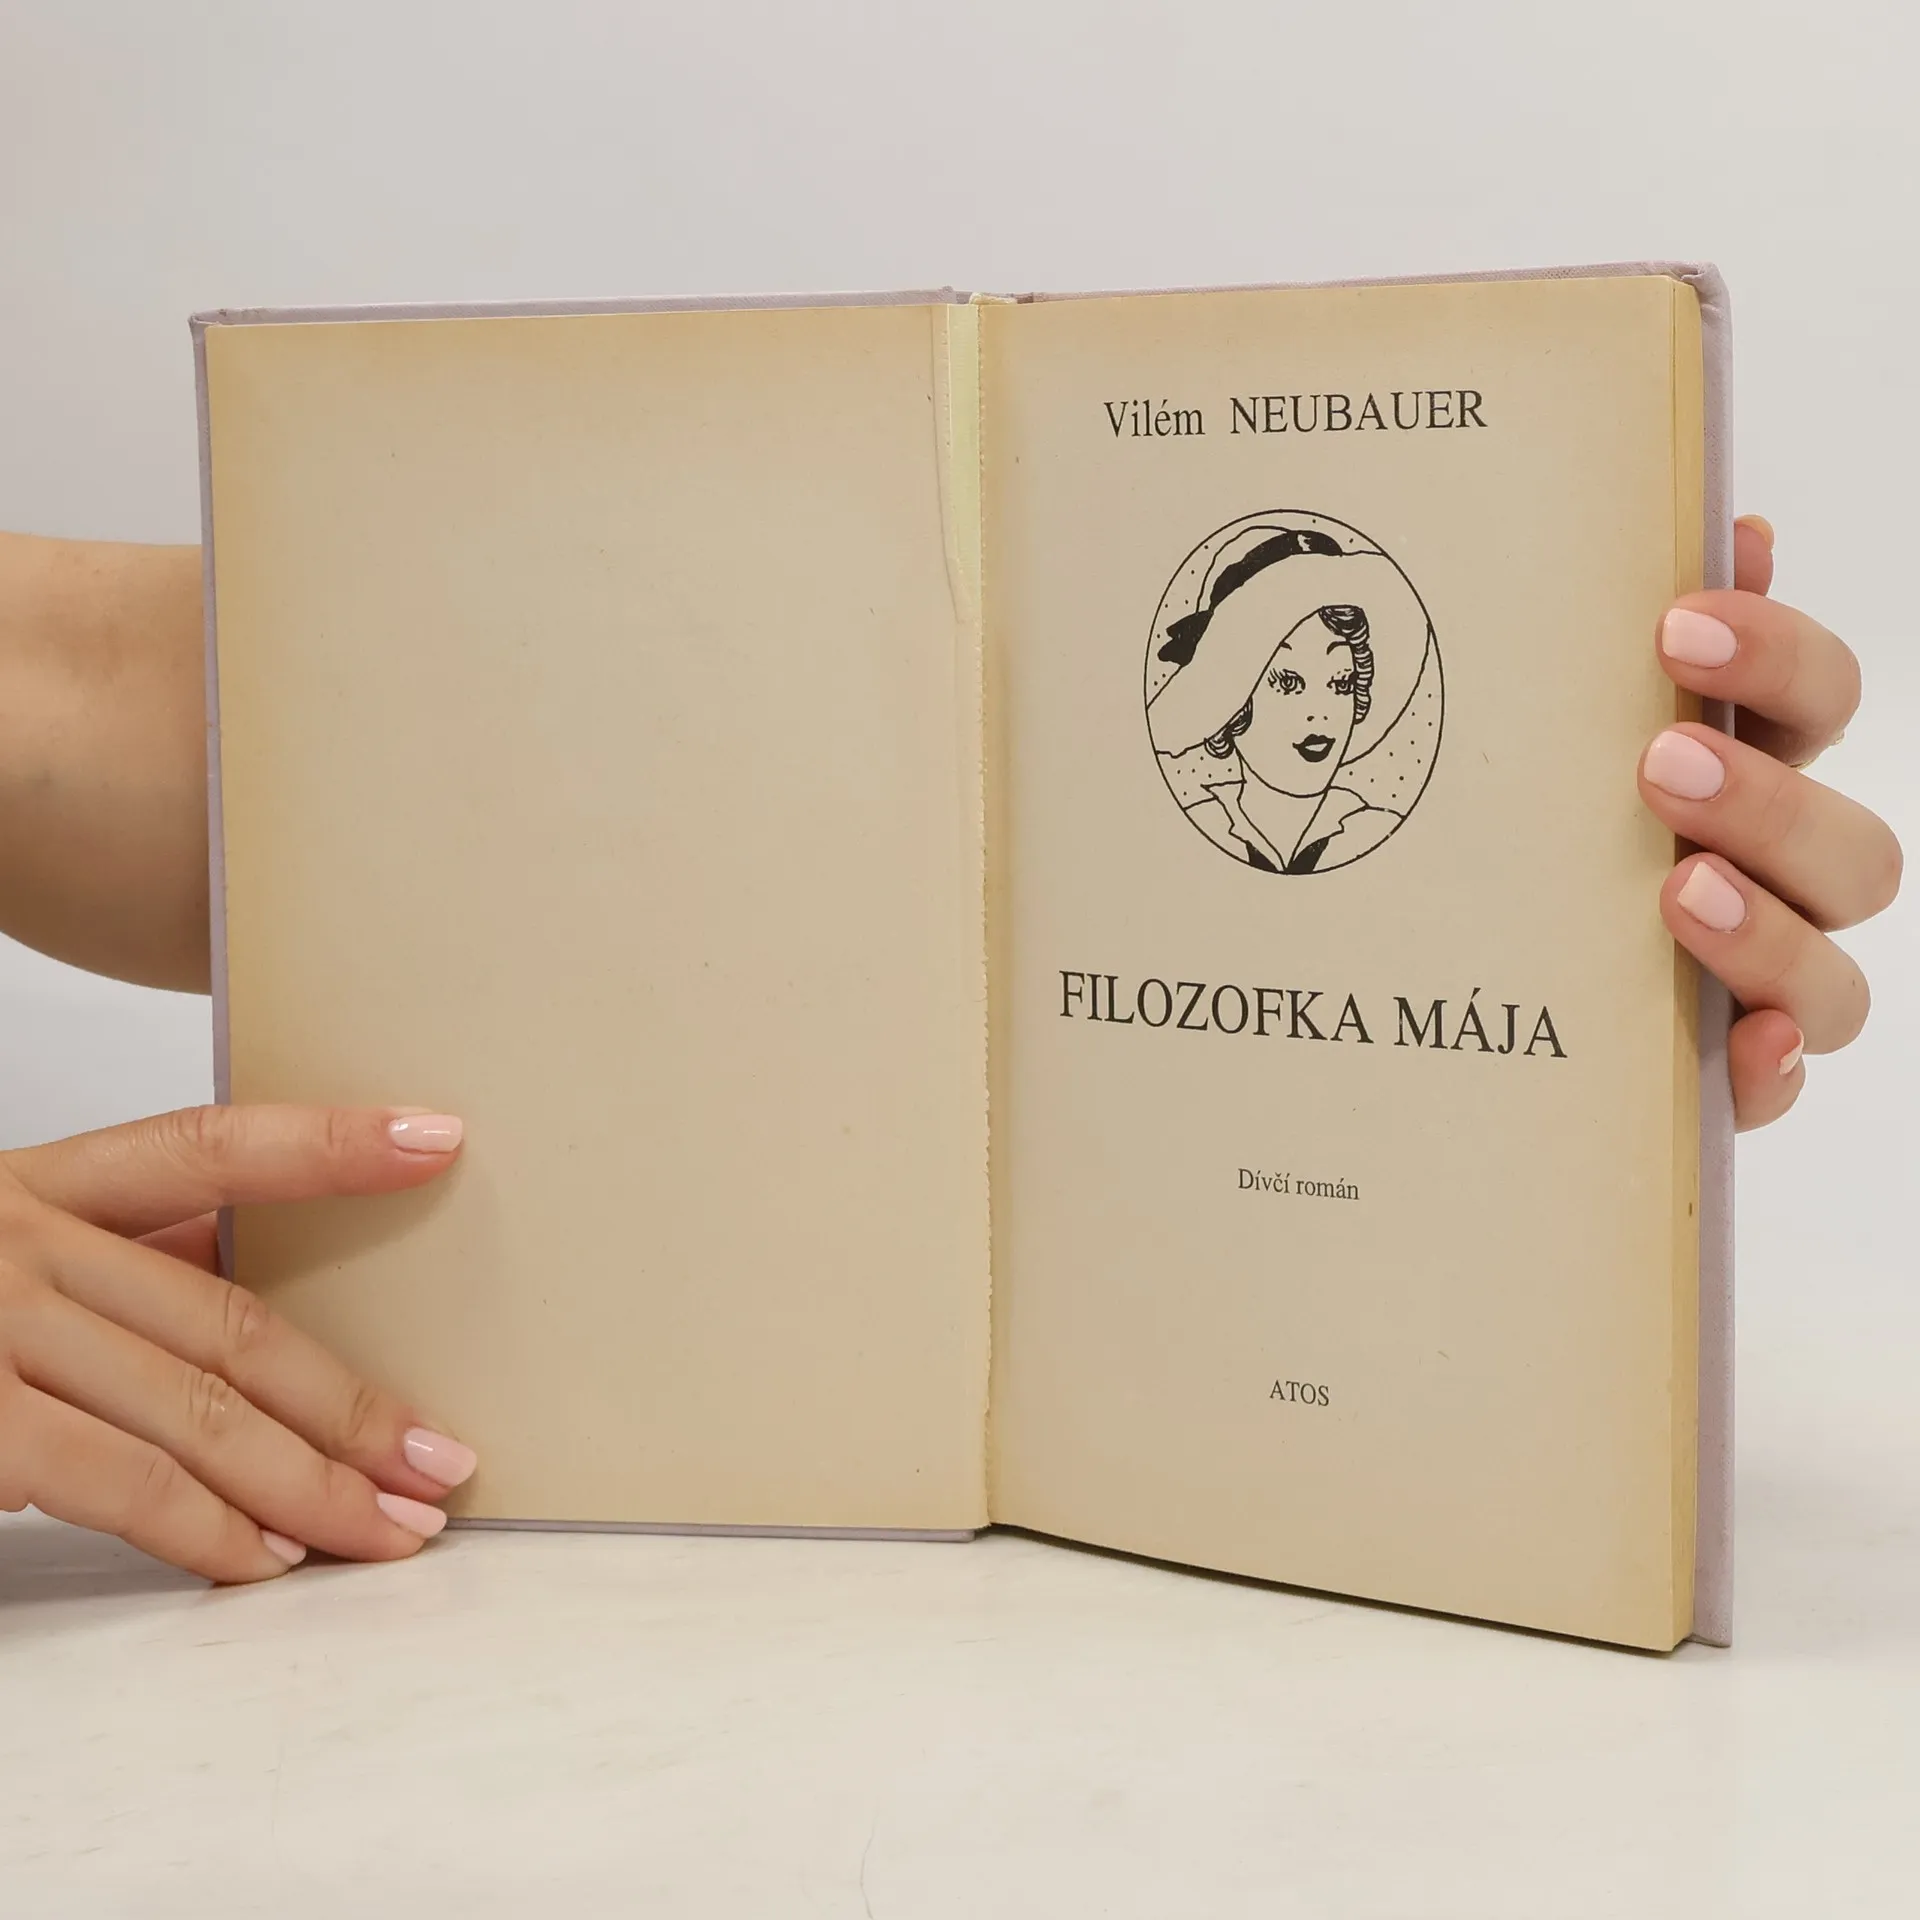 Vilém NEUBAUER
FILOZOFKA MÁJA
Dívčí román
ATOS